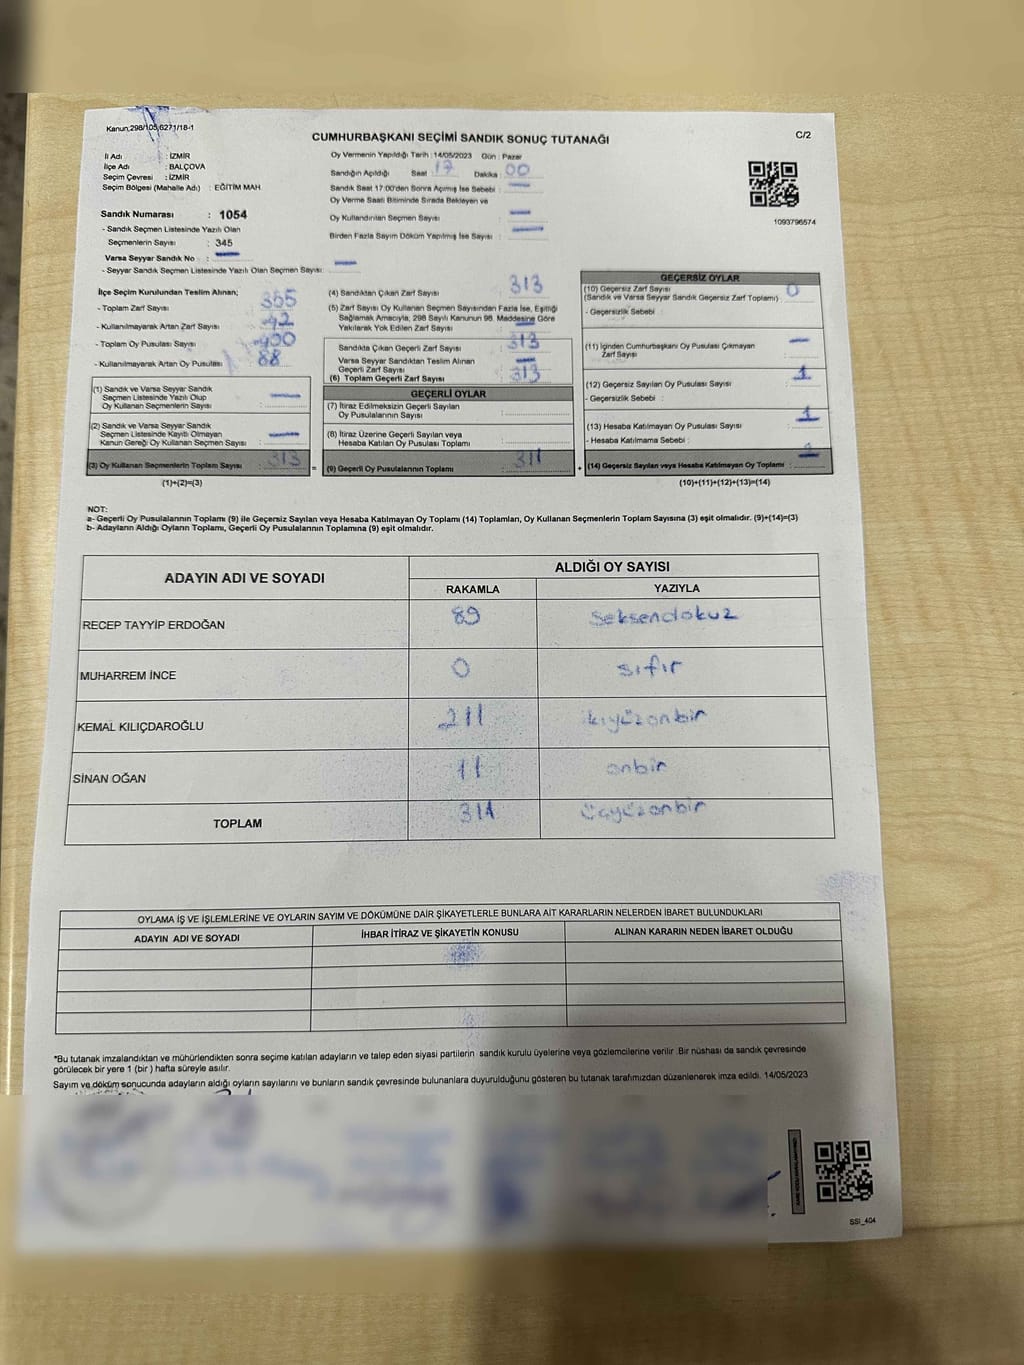 Kanun,298/105,6271/18-1
C/2
CUMHURBAŞKANI SEÇİMİ SANDIK SONUÇ TUTANAĞI
İl Adı : İZMİR
İlçe Adı : BALÇOVA
Seçim Çevresi : İZMİR
Seçim Bölgesi (Mahalle Adı) : EĞİTİM MAH.
Sandık Numarası : 1054
- Sandık Seçmen Listesinde Yazılı Olan
Seçmenlerin Sayısı : 345
Varsa Seyyar Sandık No :
- Seyyar Sandık Seçmen Listesinde Yazılı Olan Seçmen Sayısı:
Oy Vermenin Yapıldığı Tarih : 14/05/2023 Gün : Pazar
Sandığın Açıldığı Saat : 17 Dakika : 00
Sandık Saat 17:00'den Sonra Açılmış İse Sebebi :
Oy Verme Saati Bitiminde Sırada Bekleyen ve
Oy Kullandırılan Seçmen Sayısı :
Birden Fazla Sayım Döküm Yapılmış İse Sayısı :
1093796574
İlçe Seçim Kurulundan Teslim Alınan;
- Toplam Zarf Sayısı : 355
- Kullanılmayarak Artan Zarf Sayısı : 42
- Toplam Oy Pusulası Sayısı : 400
- Kullanılmayarak Artan Oy Pusulası : 88
(1) Sandık ve Varsa Seyyar Sandık
Seçmen Listesinde Yazılı Olup
Oy Kullanan Seçmenlerin Sayısı :
(2) Sandık ve Varsa Seyyar Sandık
Seçmen Listesinde Kayıtlı Olmayan
Kanun Gereği Oy Kullanan Seçmen Sayısı :
(3) Oy Kullanan Seçmenlerin Toplam Sayısı : 313
(1)+(2)=(3)
(4) Sandıktan Çıkan Zarf Sayısı : 313
(5) Zarf Sayısı Oy Kullanan Seçmen Sayısından Fazla İse, Eşitliği
Sağlamak Amacıyla, 298 Sayılı Kanunun 98. Maddesine Göre
Yakılarak Yok Edilen Zarf Sayısı :
Sandıkta Çıkan Geçerli Zarf Sayısı : 313
Varsa Seyyar Sandıktan Teslim Alınan
Geçerli Zarf Sayısı :
(6) Toplam Geçerli Zarf Sayısı : 313
GEÇERLİ OYLAR
(7) İtiraz Edilmeksizin Geçerli Sayılan
Oy Pusulalarının Sayısı :
(8) İtiraz Üzerine Geçerli Sayılan veya
Hesaba Katılan Oy Pusulası Sayısı :
= (9) Geçerli Oy Pusulalarının Toplamı : 311 +
GEÇERSİZ OYLAR
(10) Geçersiz Zarf Sayısı : 0
(Sandık ve Varsa Seyyar Sandık Geçersiz Zarf Toplamı)
- Geçersizlik Sebebi :
(11) İçinden Cumhurbaşkanı Oy Pusulası Çıkmayan
Zarf Sayısı :
(12) Geçersiz Sayılan Oy Pusulası Sayısı : 1
- Geçersizlik Sebebi :
(13) Hesaba Katılmayan Oy Pusulası Sayısı : 1
- Hesaba Katılmama Sebebi :
(14) Geçersiz Sayılan veya Hesaba Katılmayan Oy Toplamı : 2
(10)+(11)+(12)+(13)=(14)
NOT:
a- Geçerli Oy Pusulalarının Toplamı (9) ile Geçersiz Sayılan veya Hesaba Katılmayan Oy Toplamı (14) Toplamları, Oy Kullanan Seçmenlerin Toplam Sayısına (3) eşit olmalıdır. (9)+(14)=(3)
b- Adayların Aldığı Oyların Toplamı, Geçerli Oy Pusulalarının Toplamına (9) eşit olmalıdır.
ADAYIN ADI VE SOYADI
ALDIĞI OY SAYISI
RAKAMLA YAZIYLA
RECEP TAYYİP ERDOĞAN 89 seksendokuz
MUHARREM İNCE 0 sıfır
KEMAL KILIÇDAROĞLU 211 ikiyüzonbir
SİNAN OĞAN 11 onbir
TOPLAM 311 üçyüzonbir
OYLAMA İŞ VE İŞLEMLERİNE VE OYLARIN SAYIM VE DÖKÜMÜNE DAİR ŞİKAYETLERLE BUNLARA AİT KARARLARIN NELERDEN İBARET BULUNDUKLARI
ADAYIN ADI VE SOYADI İHBAR İTİRAZ VE ŞİKAYETİN KONUSU ALINAN KARARIN NEDEN İBARET OLDUĞU
*Bu tutanak imzalandıktan ve mühürlendikten sonra seçime katılan adayların ve talep eden siyasi partilerin sandık kurulu üyelerine veya gözlemcilerine verilir. Bir nüshası da sandık çevresinde
görülecek bir yere 1 (bir) hafta süreyle asılır.
Sayım ve döküm sonucunda adayların aldığı oyların sayılarını ve bunların sandık çevresinde bulunanlara duyurulduğunu gösteren bu tutanak tarafımızdan düzenlenerek imza edildi. 14/05/2023
SSI_404